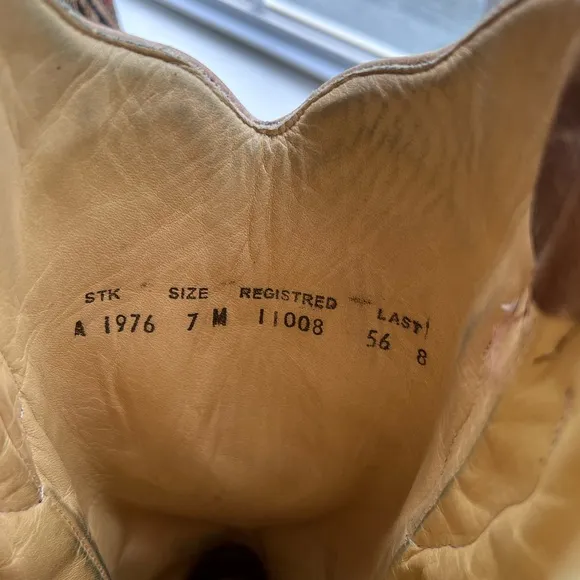 STK SIZE REGISTRED LAST
A 1976 7 M 11008 56 8